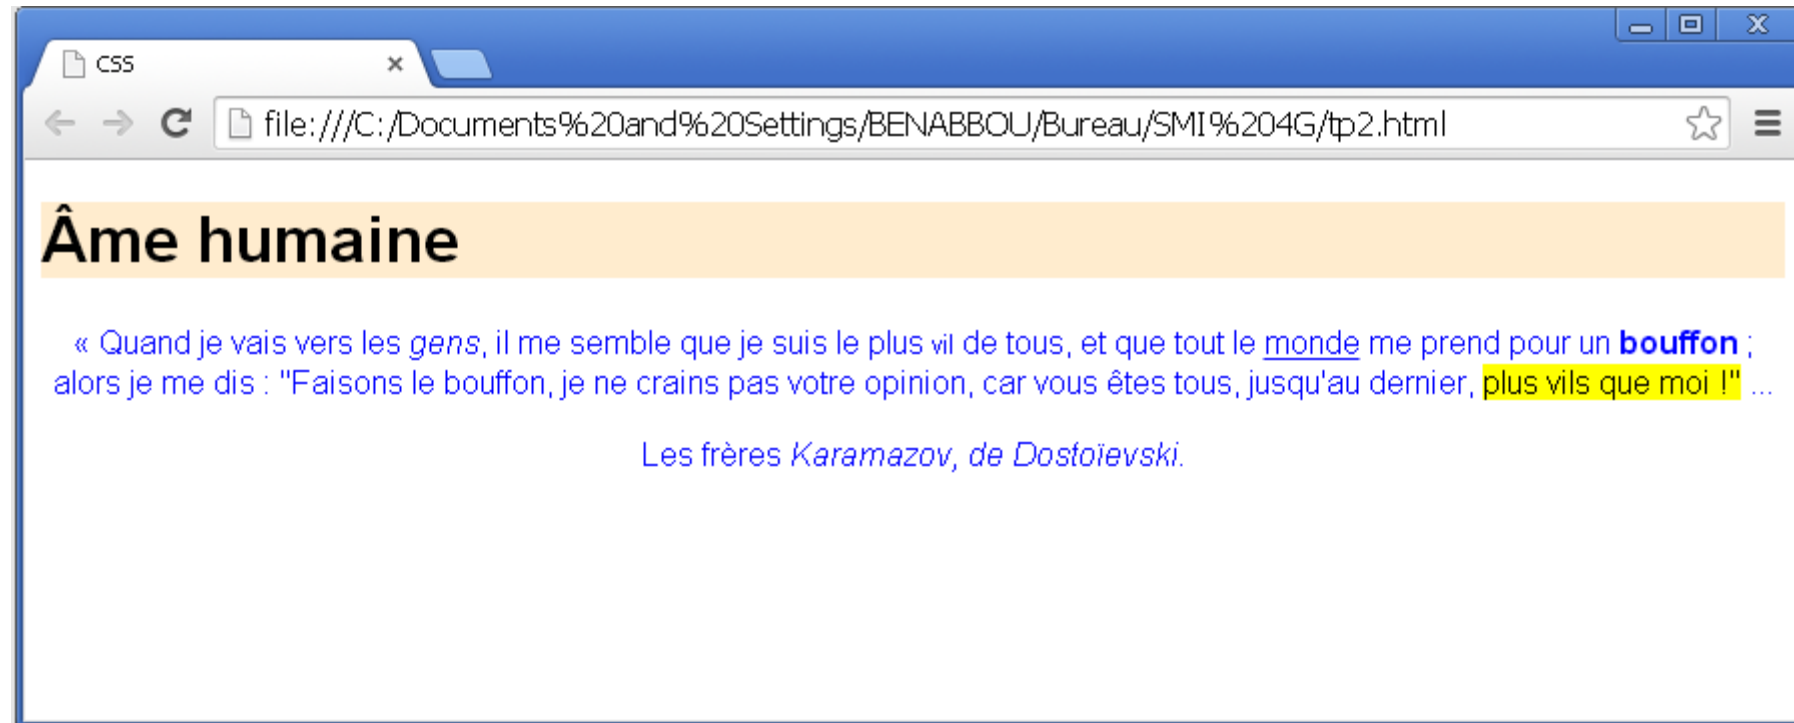 CSS
file:///C:/Documents%20and%20Settings/BENABBOU/Bureau/SMI%204G/tp2.html
Âme humaine
« Quand je vais vers les gens, il me semble que je suis le plus vil de tous, et que tout le monde me prend pour un bouffon ;
alors je me dis : "Faisons le bouffon, je ne crains pas votre opinion, car vous êtes tous, jusqu'au dernier, plus vils que moi !" ...
Les frères Karamazov, de Dostoïevski.